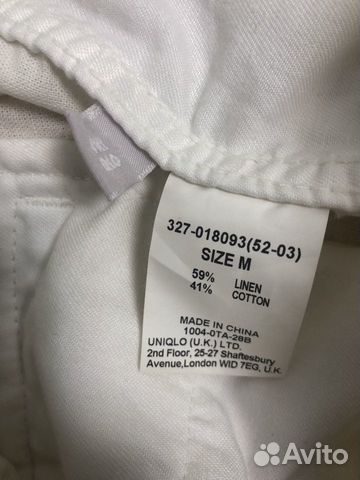 327-018093(52-03)
SIZE M
59% LINEN
41% COTTON
MADE IN CHINA
1004-0TA-26B
UNIQLO (U.K.) LTD.
2nd Floor, 25-27 Shaftesbury
Avenue,London WID 7EG, U.K.
Avito